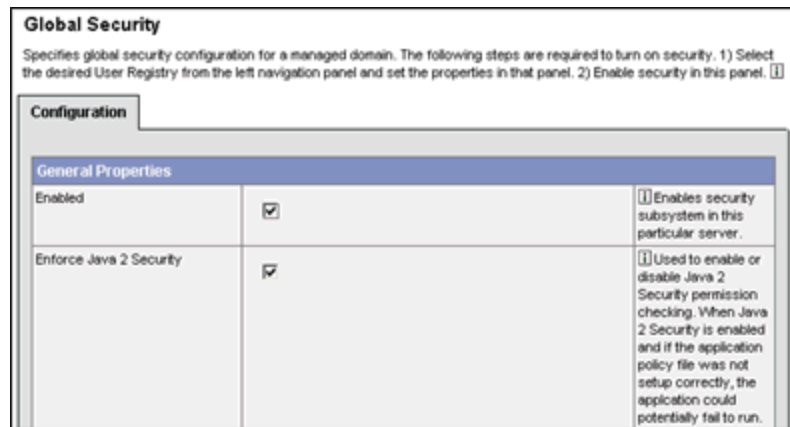 Global Security
Specifies global security configuration for a managed domain. The following steps are required to turn on security. 1) Select
the desired User Registry from the left navigation panel and set the properties in that panel. 2) Enable security in this panel. i
Configuration
General Properties
Enabled
i Enables security
subsystem in this
particular server.
Enforce Java 2 Security
i Used to enable or
disable Java 2
Security permission
checking. When Java
2 Security is enabled
and if the application
policy file was not
setup correctly, the
application could
potentially fail to run.